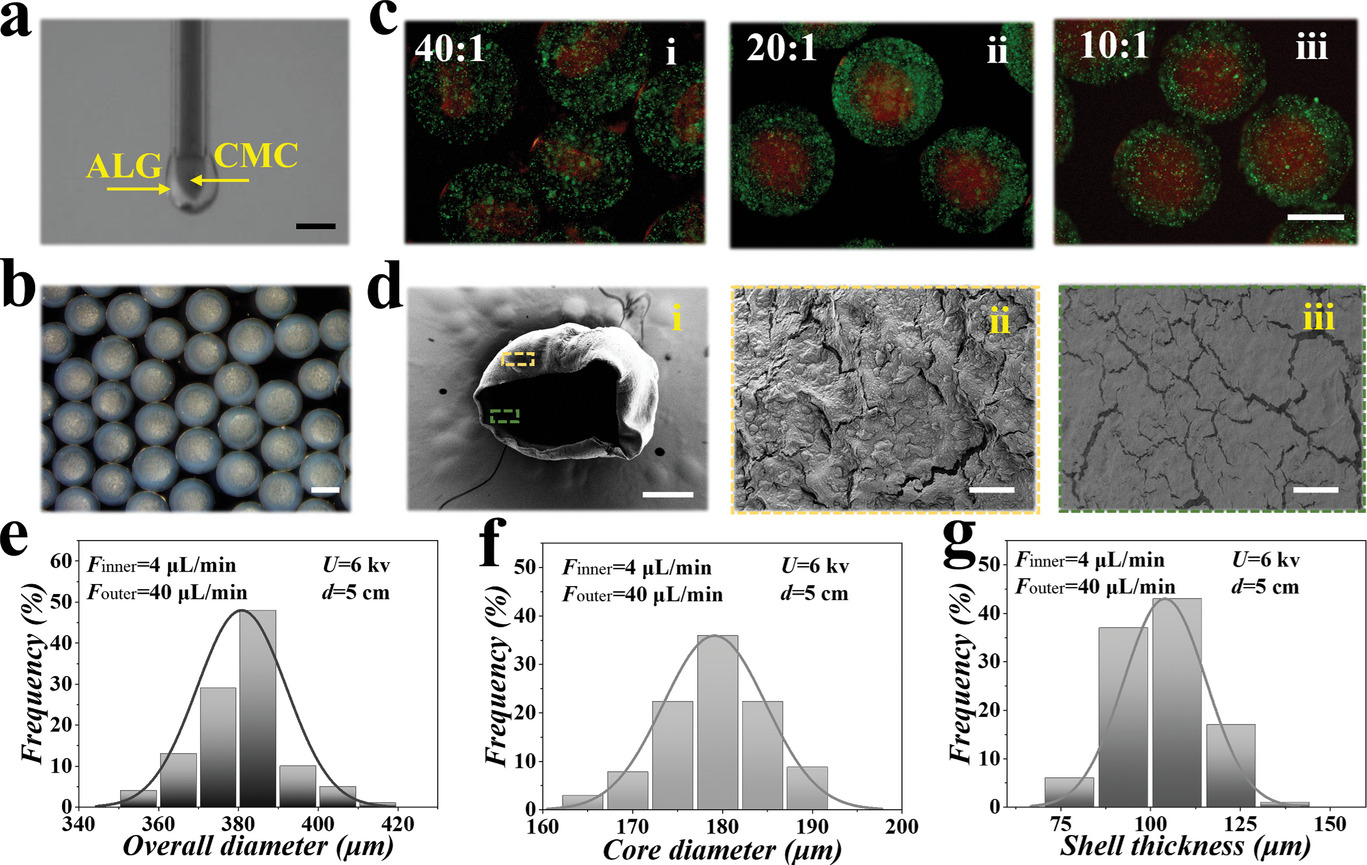 a
ALG
CMC
b
c
40:1
i
20:1
ii
10:1
iii
d
i
ii
iii
e
Finner=4 μL/min
U=6 kv
Fouter=40 μL/min
d=5 cm
Frequency (%)
60
50
40
30
20
10
0
340
360
380
400
420
Overall diameter (μm)
f
Finner=4 μL/min
U=6 kv
Fouter=40 μL/min
d=5 cm
Frequency (%)
50
40
30
20
10
0
160
170
180
190
200
Core diameter (μm)
g
Finner=4 μL/min
U=6 kv
Fouter=40 μL/min
d=5 cm
Frequency (%)
50
40
30
20
10
0
75
100
125
150
Shell thickness (μm)